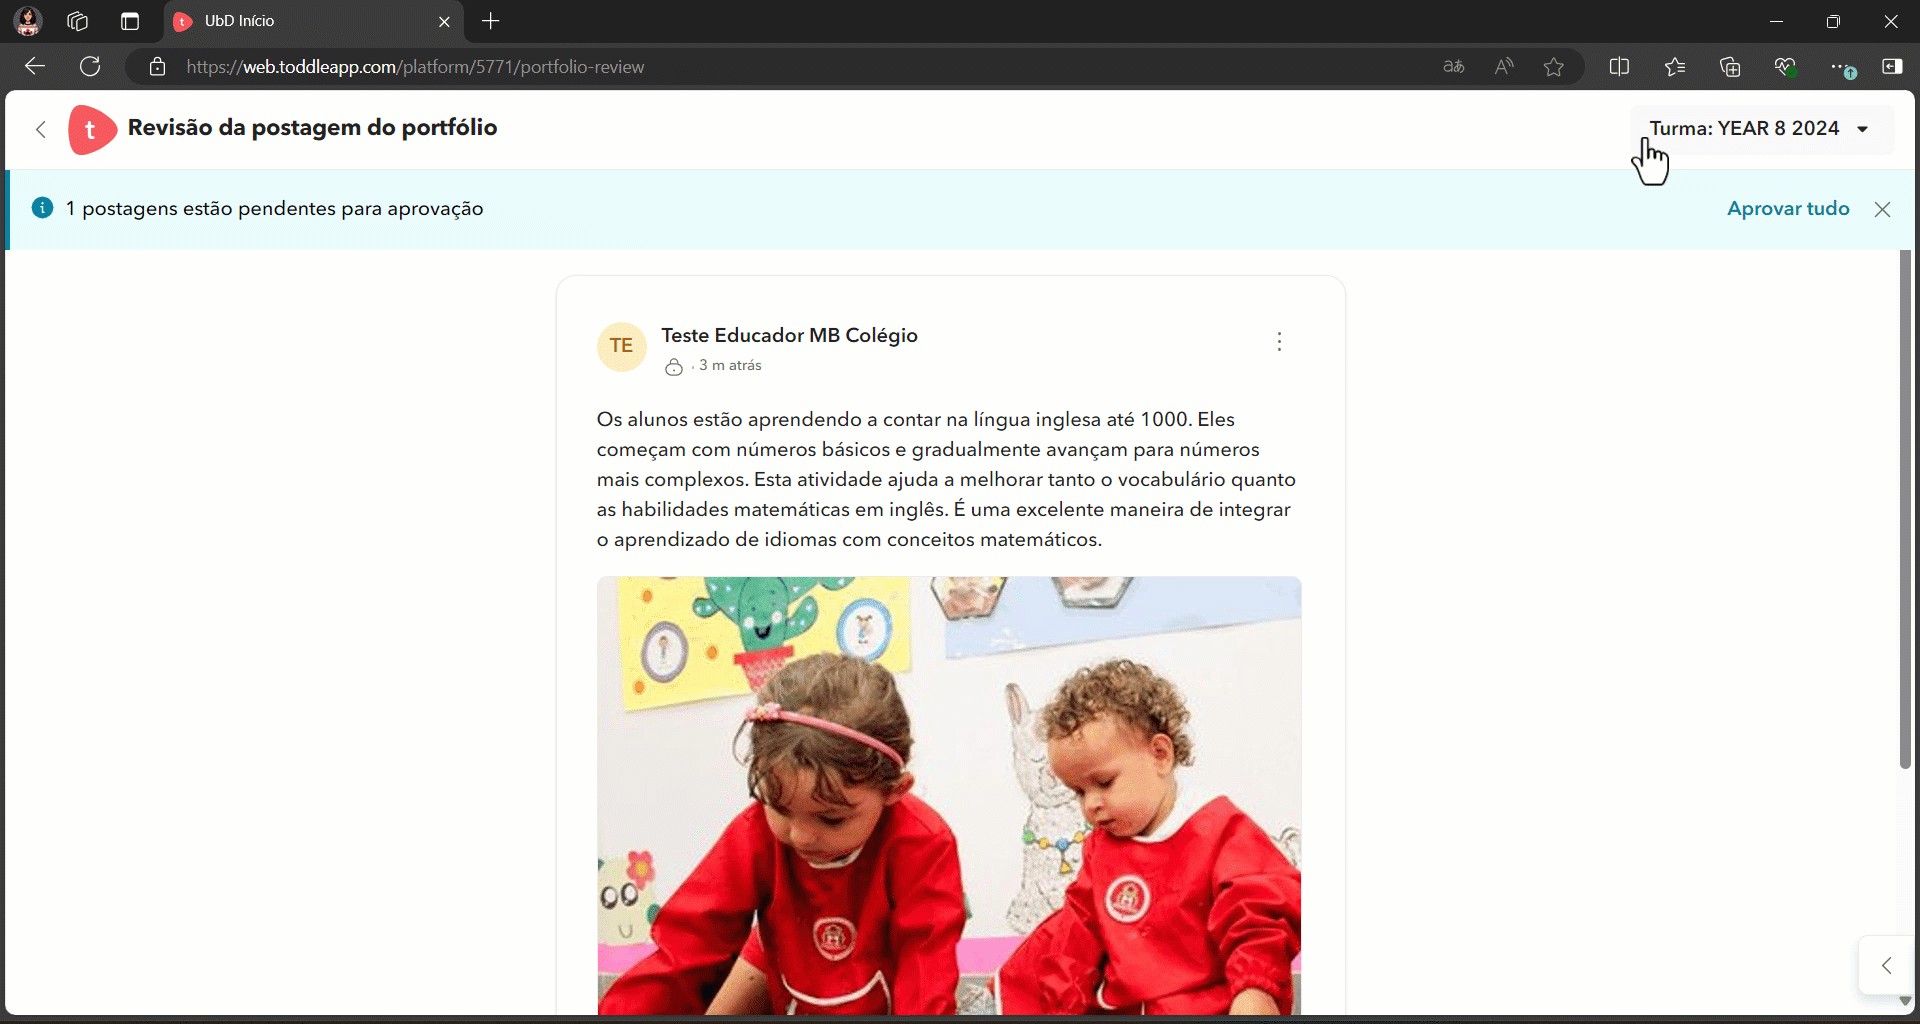 UbD Início
https://web.toddleapp.com/platform/5771/portfolio-review
aあ
t
Revisão da postagem do portfólio
Turma: YEAR 8 2024
1 postagens estão pendentes para aprovação
Aprovar tudo
TE
Teste Educador MB Colégio
· 3 m atrás
Os alunos estão aprendendo a contar na língua inglesa até 1000. Eles
começam com números básicos e gradualmente avançam para números
mais complexos. Esta atividade ajuda a melhorar tanto o vocabulário quanto
as habilidades matemáticas em inglês. É uma excelente maneira de integrar
o aprendizado de idiomas com conceitos matemáticos.